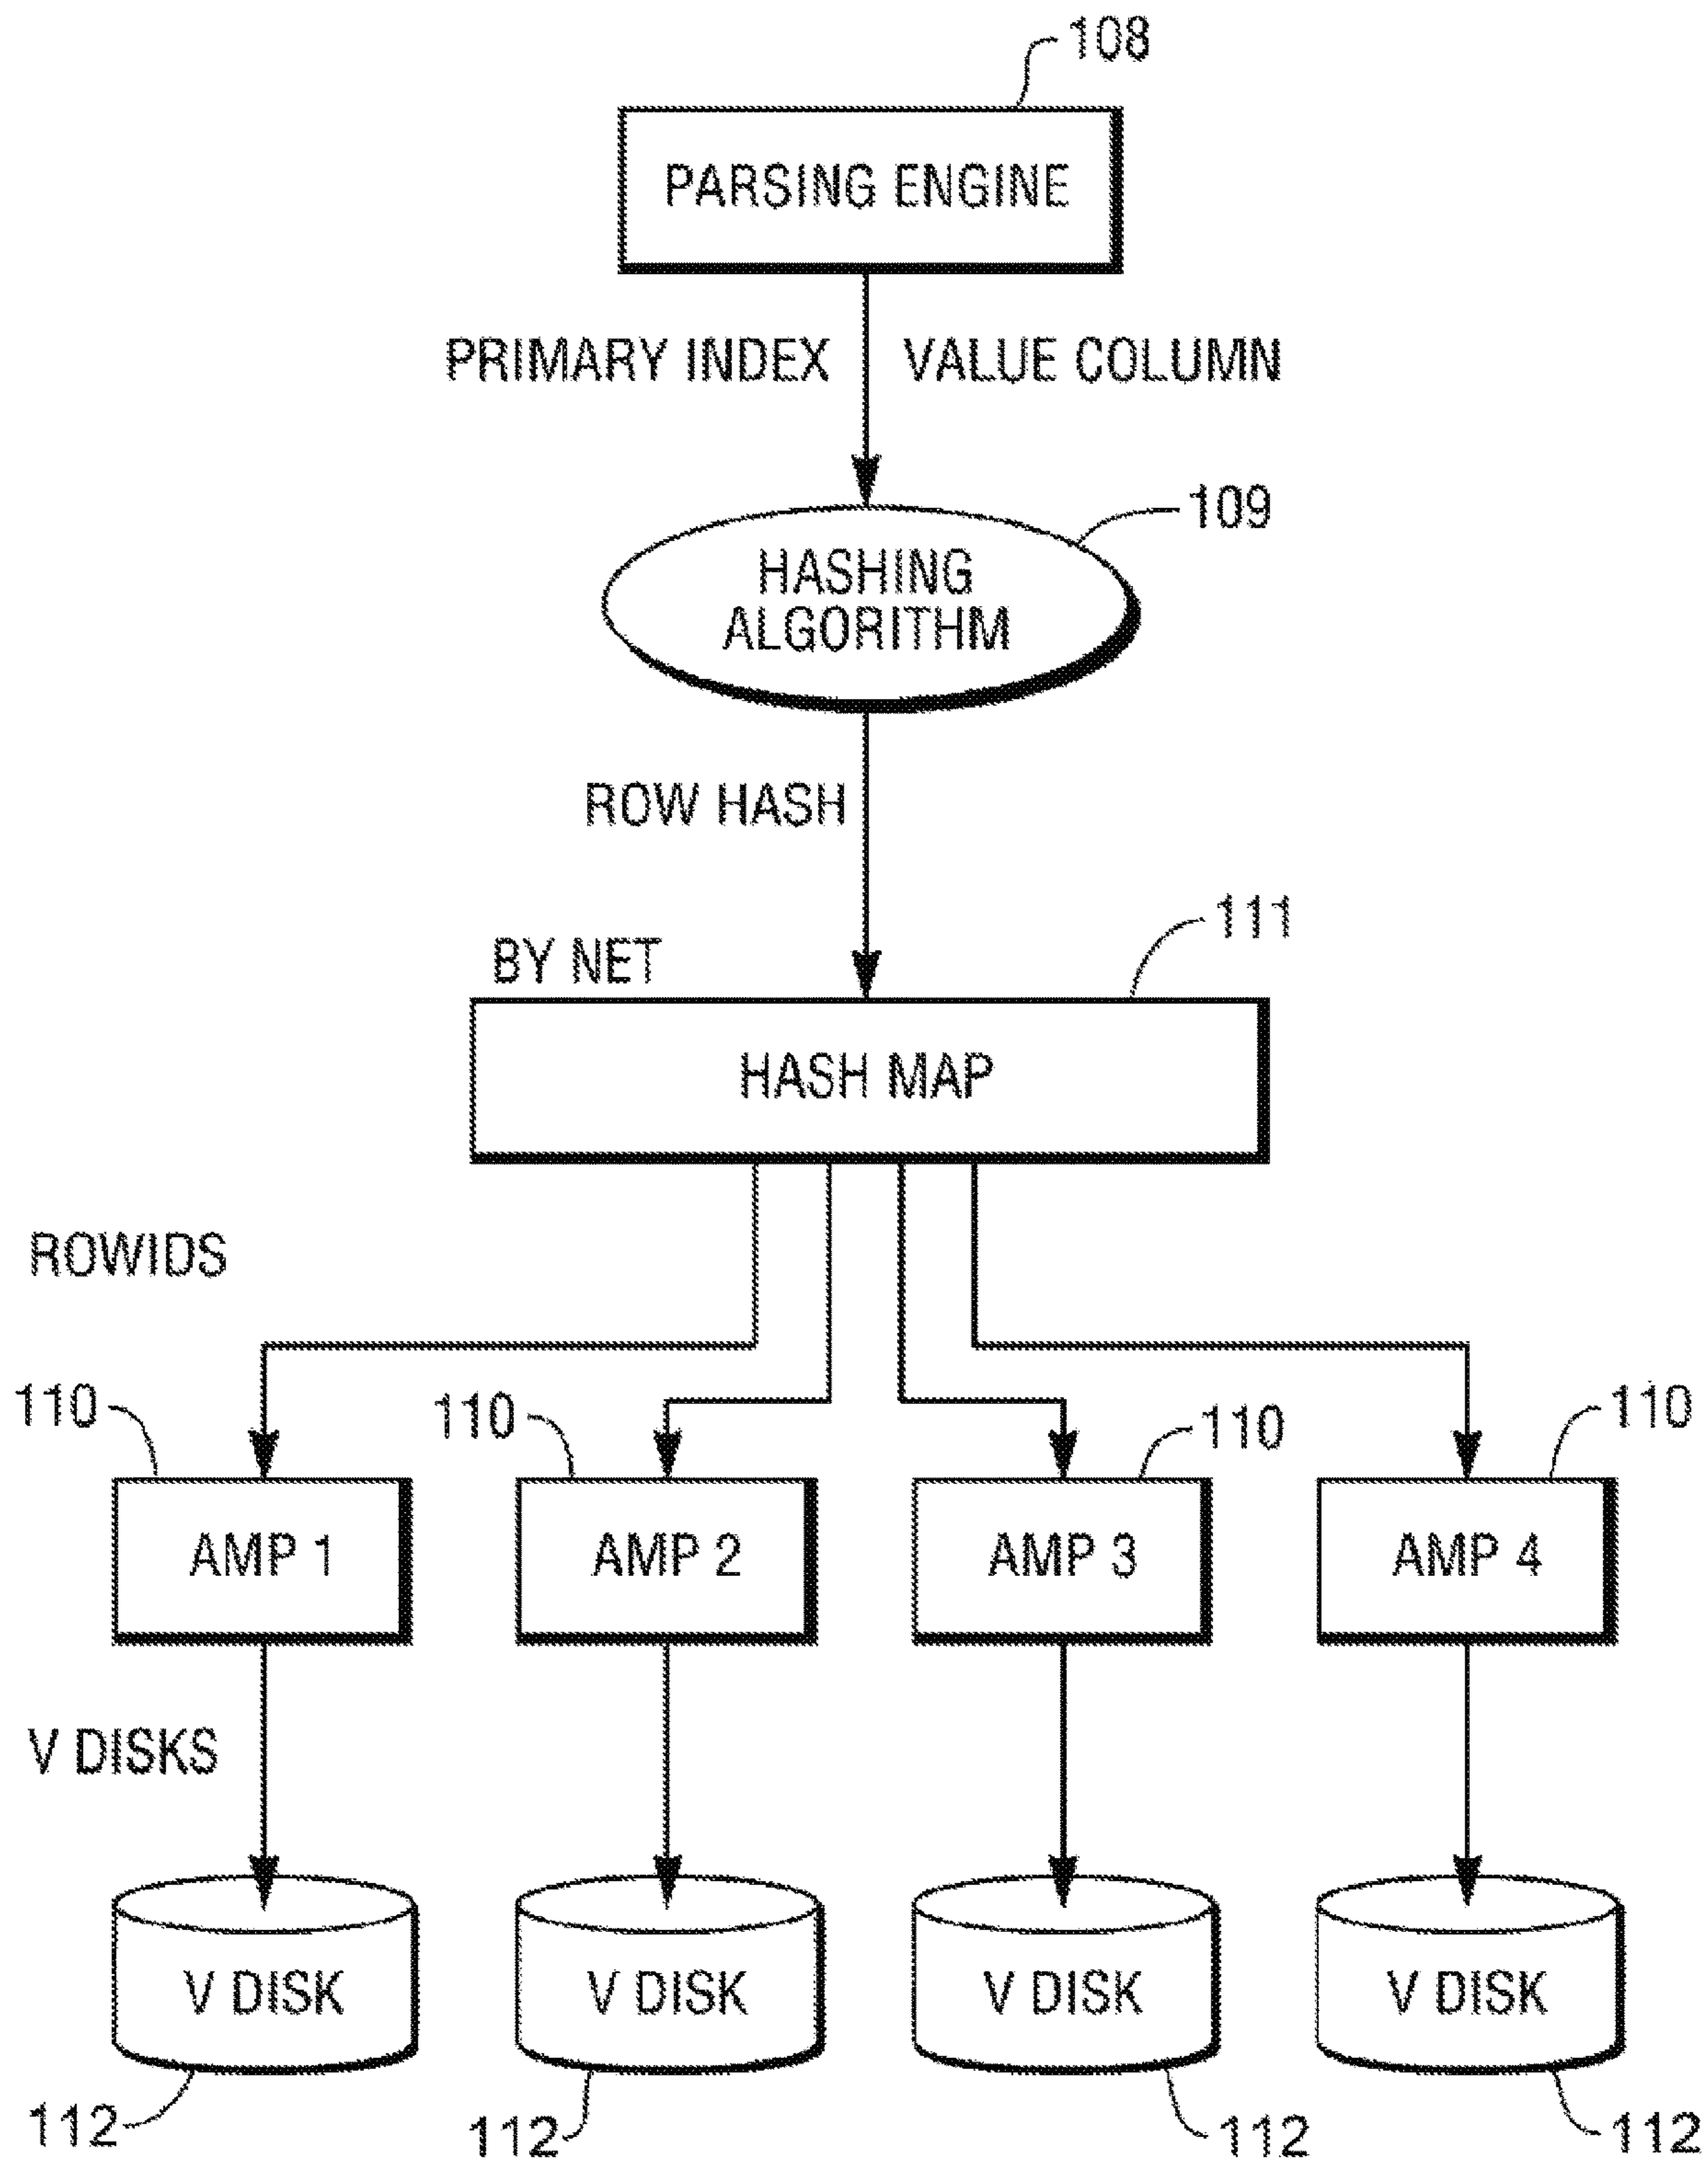 108
PARSING ENGINE
PRIMARY INDEX VALUE COLUMN
109
HASHING
ALGORITHM
ROW HASH
111
BY NET
HASH MAP
ROWIDS
110 110 110 110
AMP 1 AMP 2 AMP 3 AMP 4
V DISKS
V DISK V DISK V DISK V DISK
112 112 112 112